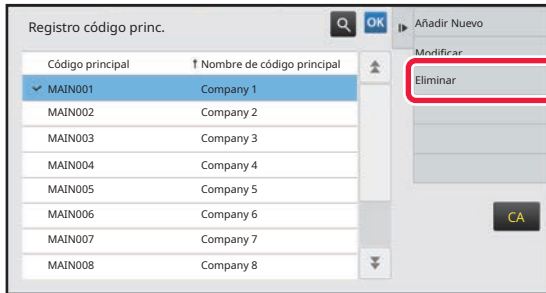 Registro código princ.
OK
Código principal
Nombre de código principal
MAIN001 Company 1
MAIN002 Company 2
MAIN003 Company 3
MAIN004 Company 4
MAIN005 Company 5
MAIN006 Company 6
MAIN007 Company 7
MAIN008 Company 8
Añadir Nuevo
Modificar
Eliminar
CA